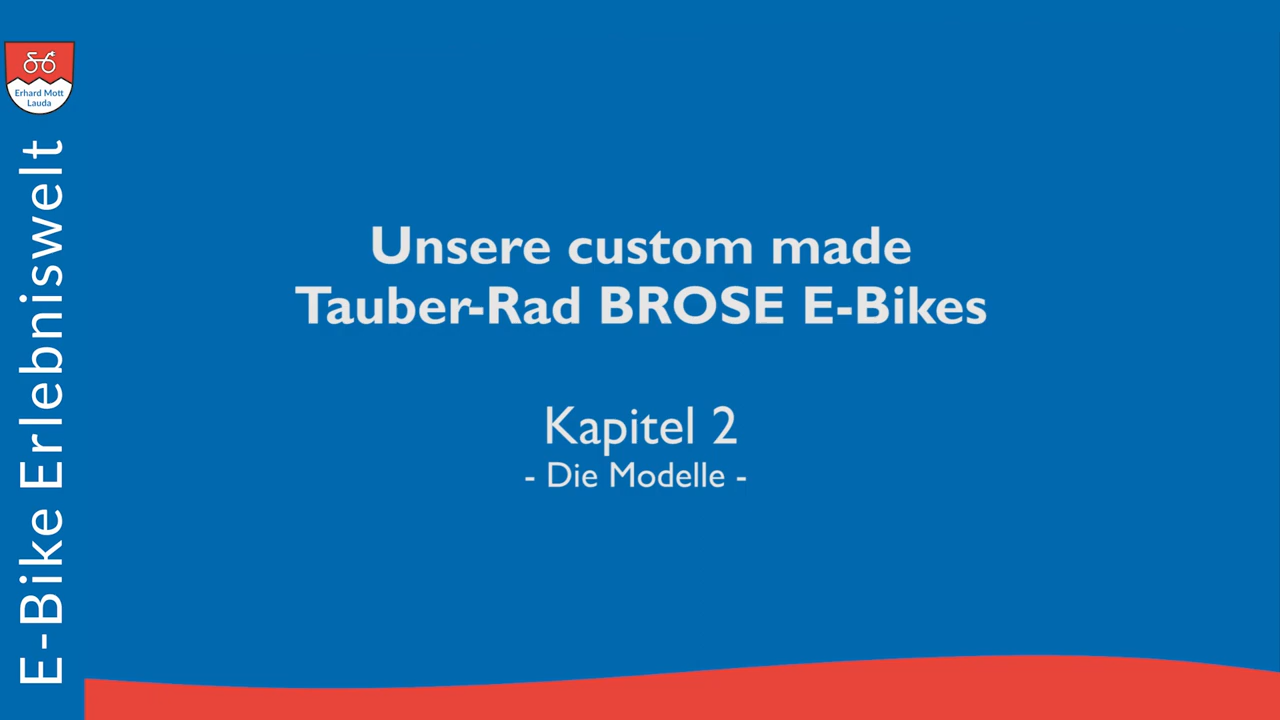 Erhard Mott
Lauda
E-Bike Erlebniswelt
Unsere custom made
Tauber-Rad BROSE E-Bikes
Kapitel 2
- Die Modelle -